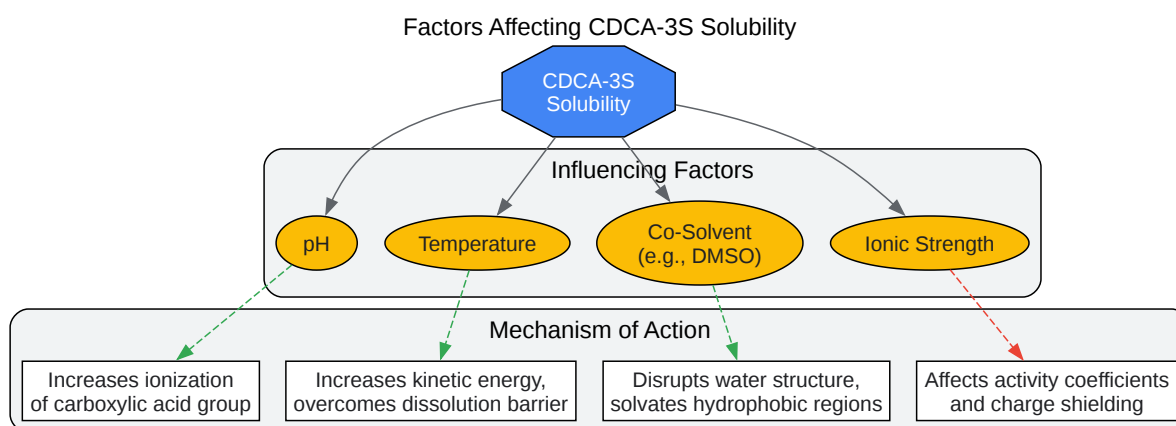 Factors Affecting CDCA-3S Solubility
CDCA-3S
Solubility
Influencing Factors
pH
Temperature
Co-Solvent
(e.g., DMSO)
Ionic Strength
Mechanism of Action
Increases ionization
of carboxylic acid group
Increases kinetic energy,
overcomes dissolution barrier
Disrupts water structure,
solvates hydrophobic regions
Affects activity coefficients
and charge shielding